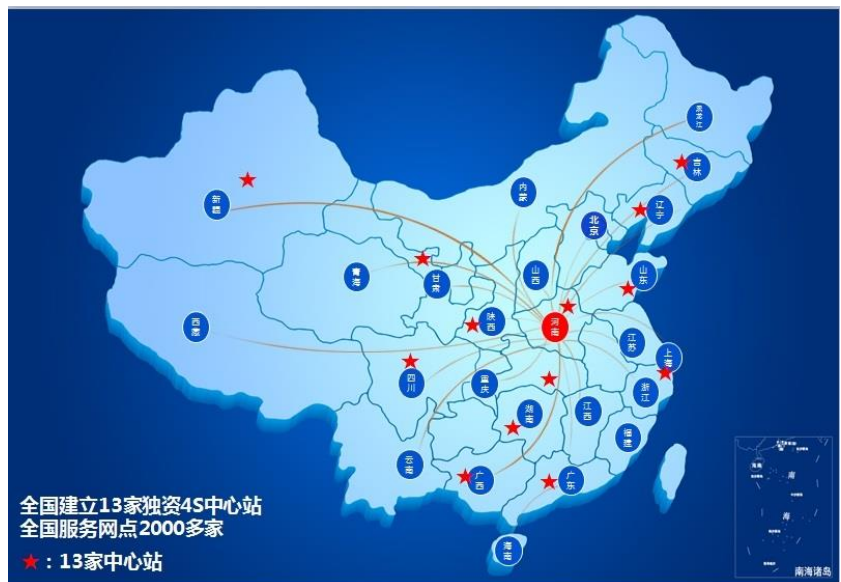 黑龙江
吉林
辽宁
内蒙
北京
新疆
青海
甘肃
山西
山东
西藏
陕西
河南
江苏
上海
四川
重庆
浙江
湖南
江西
福建
云南
广西
广东
海南
全国建立13家独资4S中心站
全国服务网点2000多家
★：13家中心站
南
海
南海诸岛